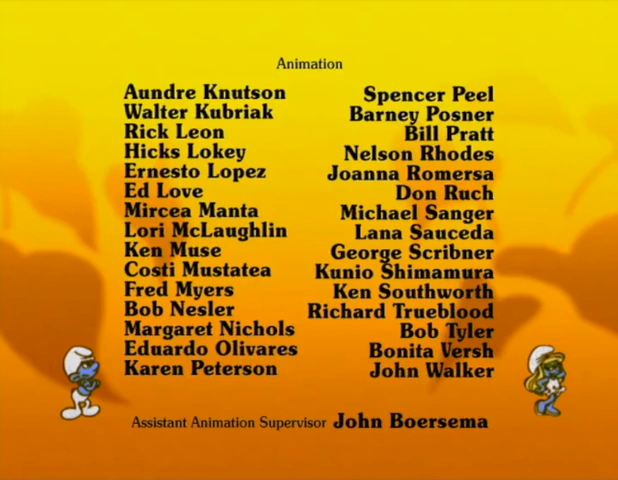 Animation
Aundre Knutson
Walter Kubriak
Rick Leon
Hicks Lokey
Ernesto Lopez
Ed Love
Mircea Manta
Lori McLaughlin
Ken Muse
Costi Mustatea
Fred Myers
Bob Nesler
Margaret Nichols
Eduardo Olivares
Karen Peterson
Spencer Peel
Barney Posner
Bill Pratt
Nelson Rhodes
Joanna Romersa
Don Ruch
Michael Sanger
Lana Sauceda
George Scribner
Kunio Shimamura
Ken Southworth
Richard Trueblood
Bob Tyler
Bonita Versh
John Walker
Assistant Animation Supervisor John Boersema